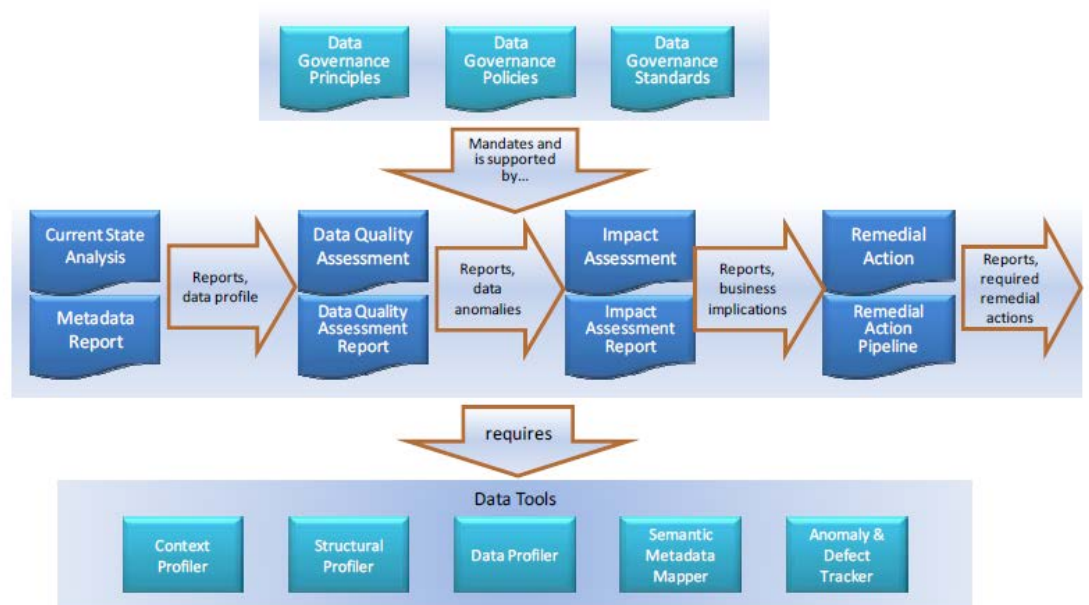 Data
Governance
Principles
Data
Governance
Policies
Data
Governance
Standards
Mandates and
is supported
by...
Current State
Analysis
Metadata
Report
Reports,
data profile
Data Quality
Assessment
Data Quality
Assessment
Report
Reports,
data
anomalies
Impact
Assessment
Impact
Assessment
Report
Reports,
business
implications
Remedial
Action
Remedial
Action
Pipeline
Reports,
required
remedial
actions
requires
Data Tools
Context
Profiler
Structural
Profiler
Data Profiler
Semantic
Metadata
Mapper
Anomaly &
Defect
Tracker